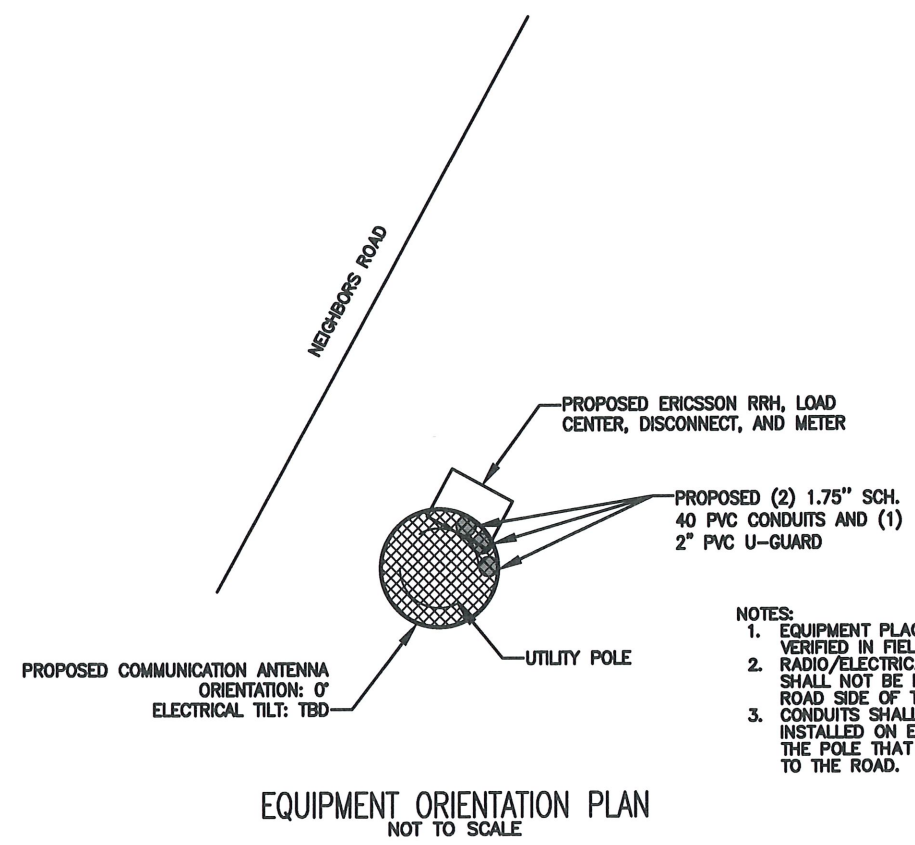 NEIGHBORS ROAD
PROPOSED ERICSSON RRH, LOAD
CENTER, DISCONNECT, AND METER
PROPOSED (2) 1.75" SCH.
40 PVC CONDUITS AND (1)
2" PVC U-GUARD
UTILITY POLE
PROPOSED COMMUNICATION ANTENNA
ORIENTATION: 0°
ELECTRICAL TILT: TBD
NOTES:
1. EQUIPMENT
VERIFIED IN
2.
SHALL NOT BE
ROAD SIDE OF
3. CONDUITS
INSTALLED ON
THE POLE THAT
TO THE ROAD.
EQUIPMENT ORIENTATION PLAN
NOT TO SCALE